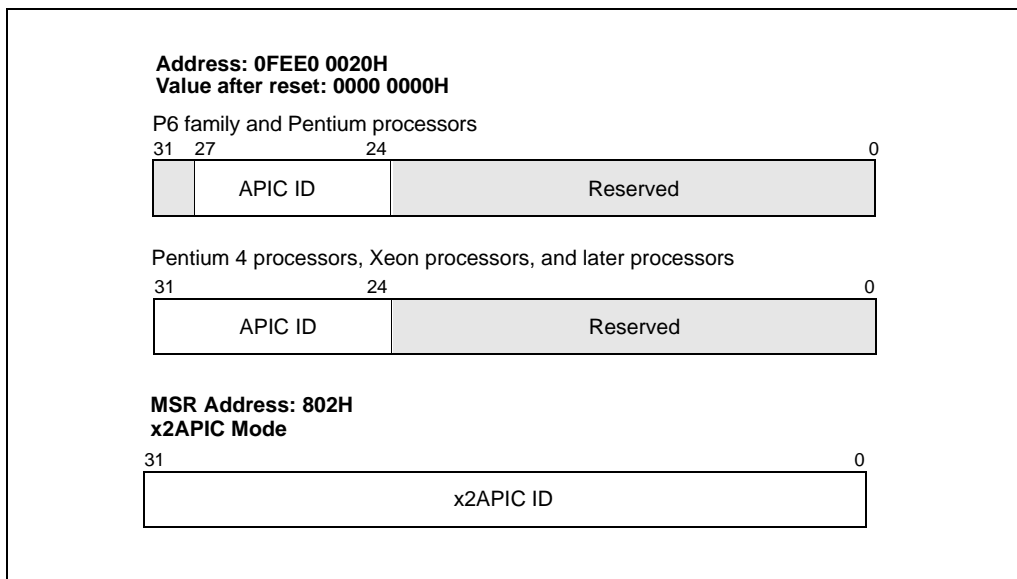 Address: 0FEE0 0020H
Value after reset: 0000 0000H
P6 family and Pentium processors
31 27 24 0
APIC ID Reserved
Pentium 4 processors, Xeon processors, and later processors
31 24 0
APIC ID Reserved
MSR Address: 802H
x2APIC Mode
31 0
x2APIC ID